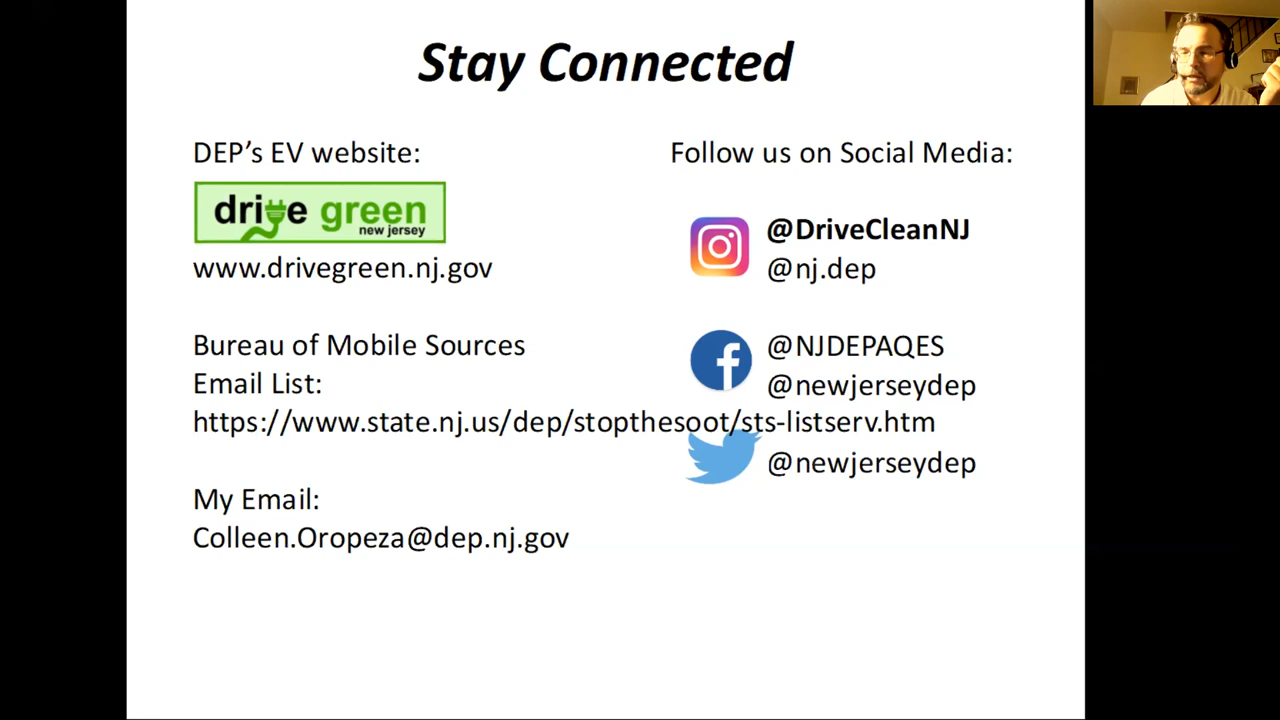 Stay Connected
DEP's EV website:
drive green
new jersey
www.drivegreen.nj.gov
Bureau of Mobile Sources
Email List:
https://www.state.nj.us/dep/stopthesoot/sts-listserv.htm
My Email:
Colleen.Oropeza@dep.nj.gov
Follow us on Social Media:
@DriveCleanNJ
@nj.dep
@NJDEPAQES
@newjerseydep
@newjerseydep